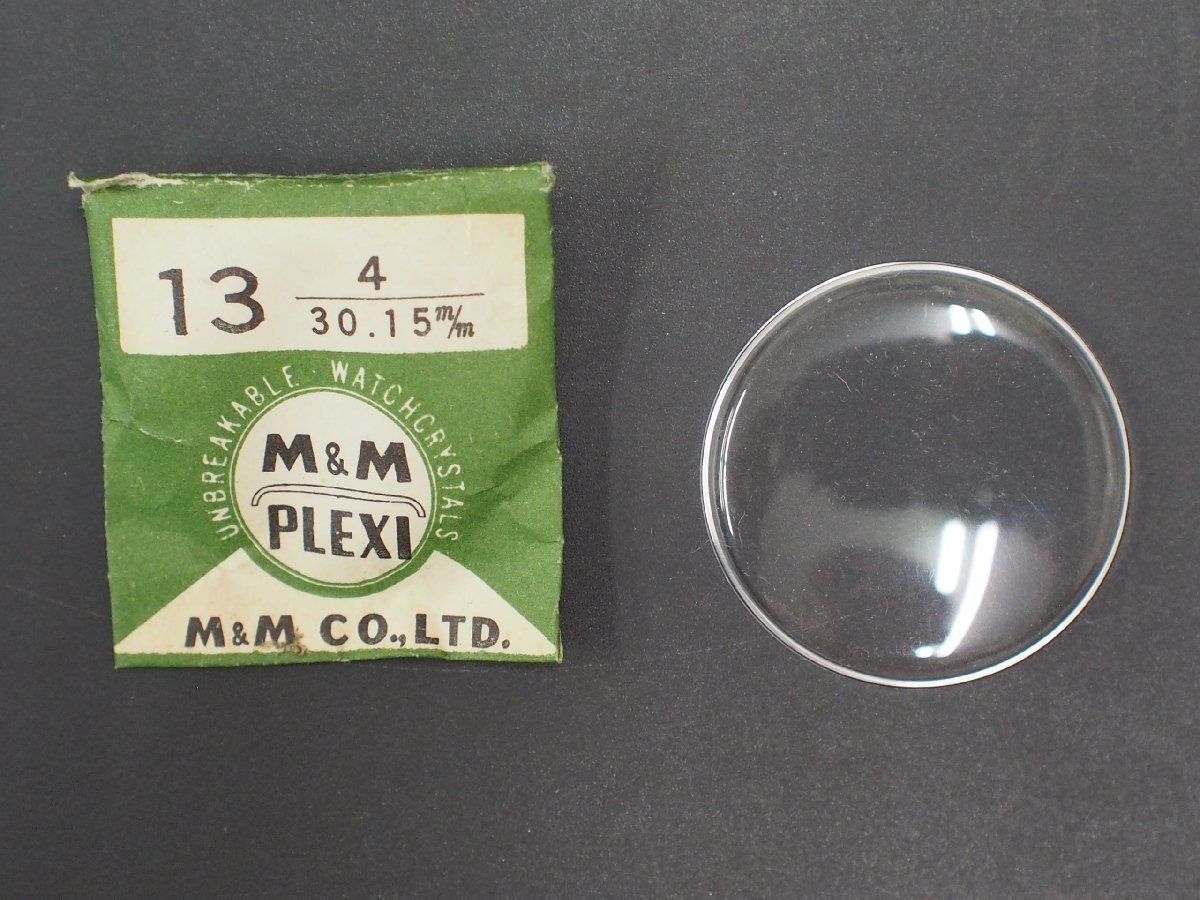 13 4
30.15 m/m
UNBREAKABLE WATCHCRYSTALS
M&M
PLEXI
M&M CO.,LTD.